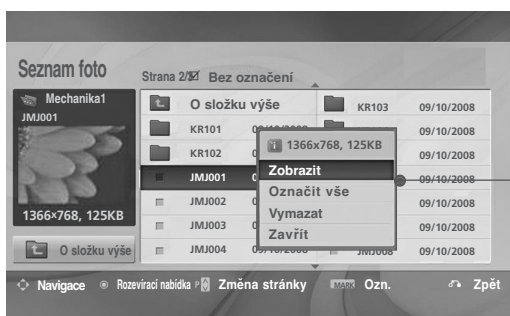 Seznam foto
Strana 2/3 Bez označení
Mechanika1
JMJ001
1366×768, 125KB
O složku výše
O složku výše KR103 09/10/2008
KR101 09/10/2008
KR102 09/10/2008
JMJ001 09/10/2008
JMJ002 09/10/2008
JMJ003 09/10/2008
JMJ004 JMJ008 09/10/2008
1366x768, 125KB
Zobrazit
Označit vše
Vymazat
Zavřít
Navigace Rozevírací nabídka P Změna stránky MARK Ozn. Zpět